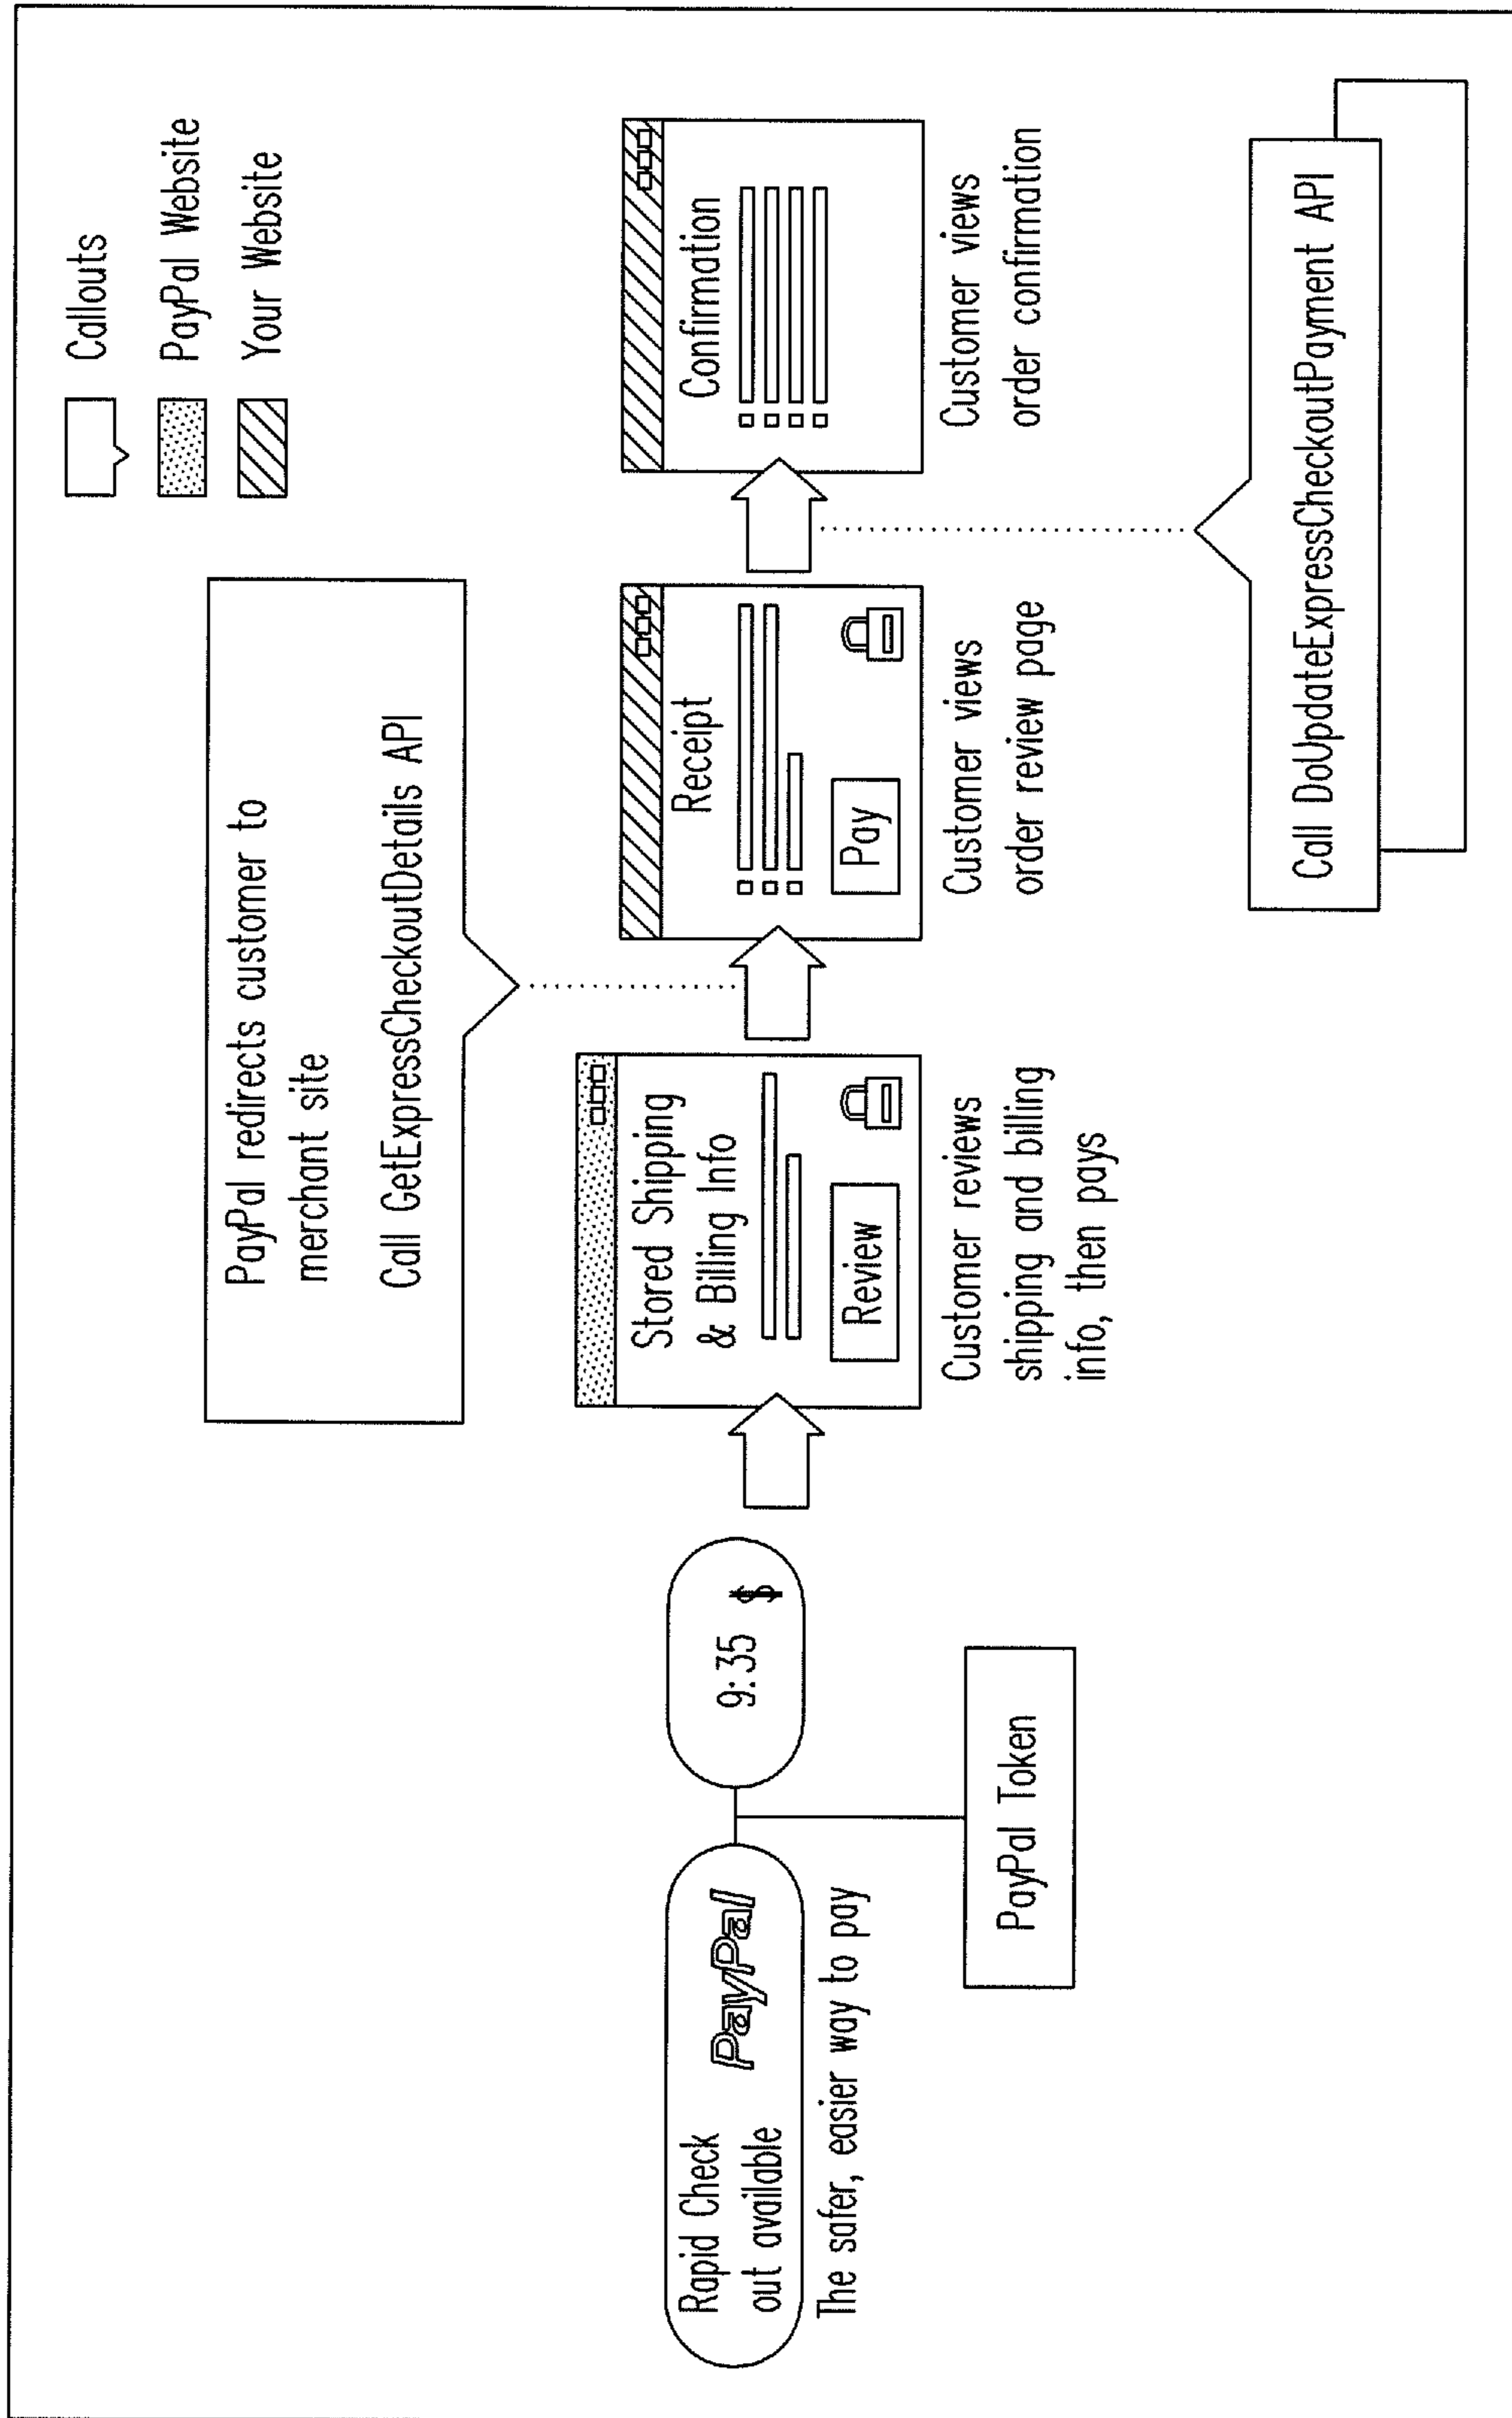 Callouts
PayPal Website
Your Website
PayPal redirects customer to
merchant site
Call GetExpressCheckoutDetails API
Rapid Check
out available
PayPal
The safer, easier way to pay
9:35 $
PayPal Token
Stored Shipping
& Billing Info
Review
Customer reviews
shipping and billing
info, then pays
Receipt
Pay
Customer views
order review page
Confirmation
Customer views
order confirmation
Call DoUpdateExpressCheckoutPayment API